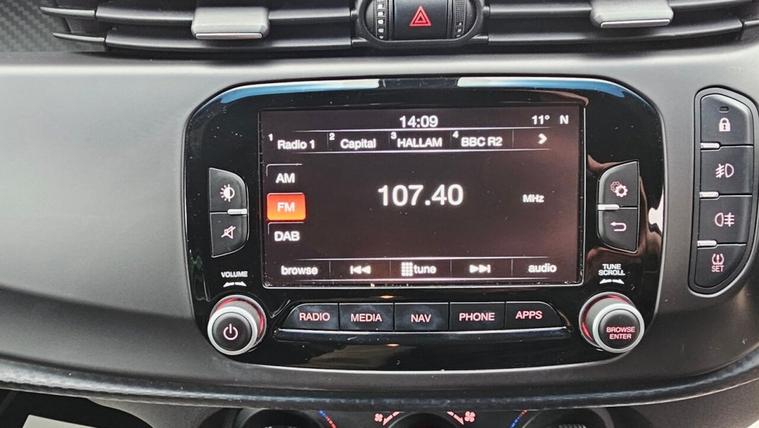 14:09 11° N
1 Radio 1 2 Capital 3 HALLAM 4 BBC R2
AM
107.40 MHz
FM
DAB
browse tune audio
VOLUME
TUNE
SCROLL
RADIO MEDIA NAV PHONE APPS
BROWSE
ENTER
SET